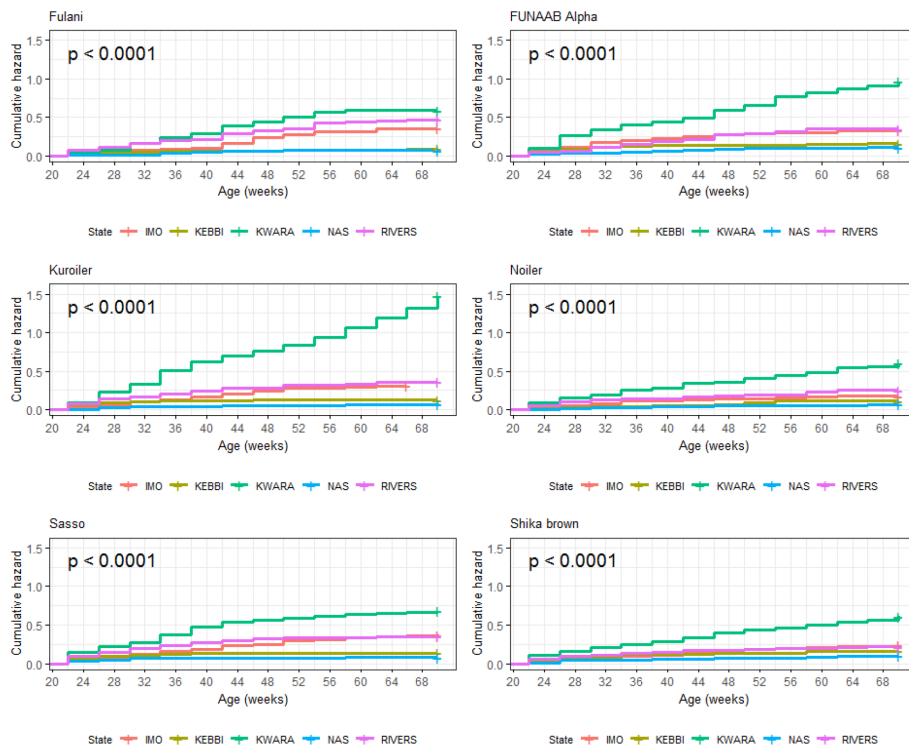 Fulani
p < 0.0001
Cumulative hazard
1.5
1.0
0.5
0.0
20 24 28 32 36 40 44 48 52 56 60 64 68
Age (weeks)
State IMO KEBBI KWARA NAS RIVERS
FUNAAB Alpha
p < 0.0001
Cumulative hazard
1.5
1.0
0.5
0.0
20 24 28 32 36 40 44 48 52 56 60 64 68
Age (weeks)
State IMO KEBBI KWARA NAS RIVERS
Kuroiler
p < 0.0001
Cumulative hazard
1.5
1.0
0.5
0.0
20 24 28 32 36 40 44 48 52 56 60 64 68
Age (weeks)
State IMO KEBBI KWARA NAS RIVERS
Noiler
p < 0.0001
Cumulative hazard
1.5
1.0
0.5
0.0
20 24 28 32 36 40 44 48 52 56 60 64 68
Age (weeks)
State IMO KEBBI KWARA NAS RIVERS
Sasso
p < 0.0001
Cumulative hazard
1.5
1.0
0.5
0.0
20 24 28 32 36 40 44 48 52 56 60 64 68
Age (weeks)
State IMO KEBBI KWARA NAS RIVERS
Shika brown
p < 0.0001
Cumulative hazard
1.5
1.0
0.5
0.0
20 24 28 32 36 40 44 48 52 56 60 64 68
Age (weeks)
State IMO KEBBI KWARA NAS RIVERS